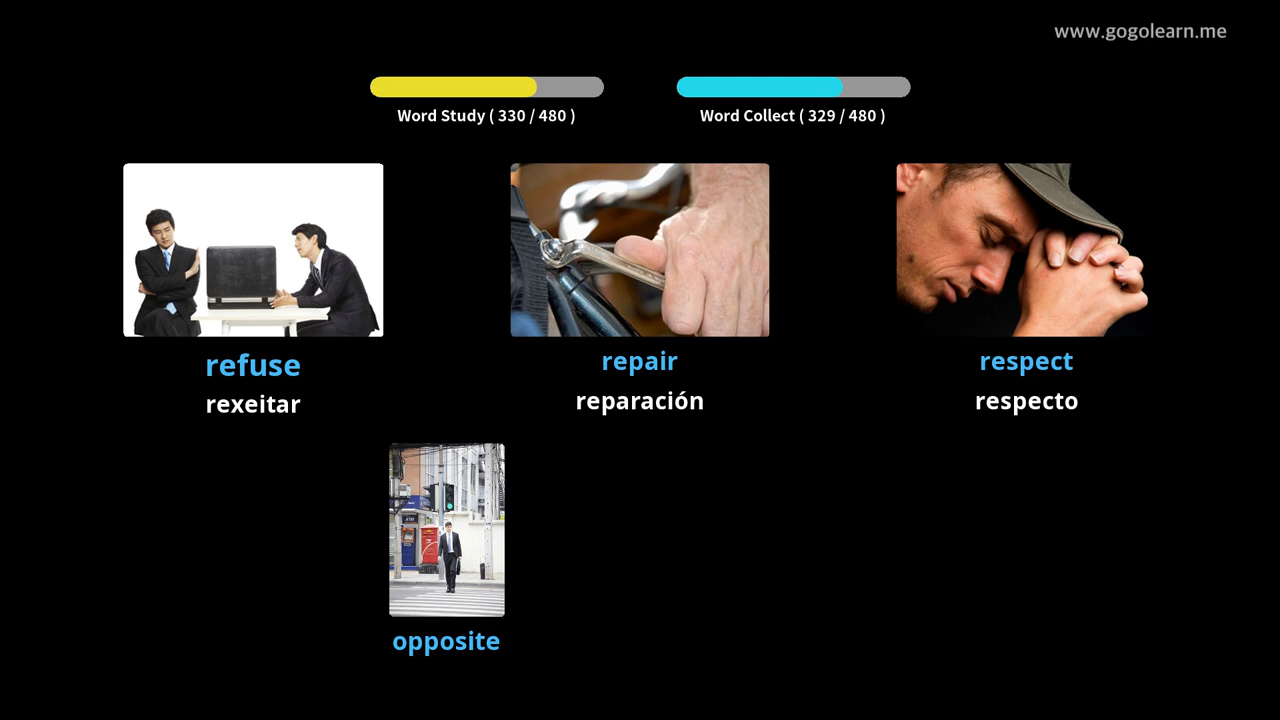 www.gogolearn.me
Word Study ( 330 / 480 )
Word Collect ( 329 / 480 )
refuse
rexeitar
repair
reparación
respect
respecto
opposite